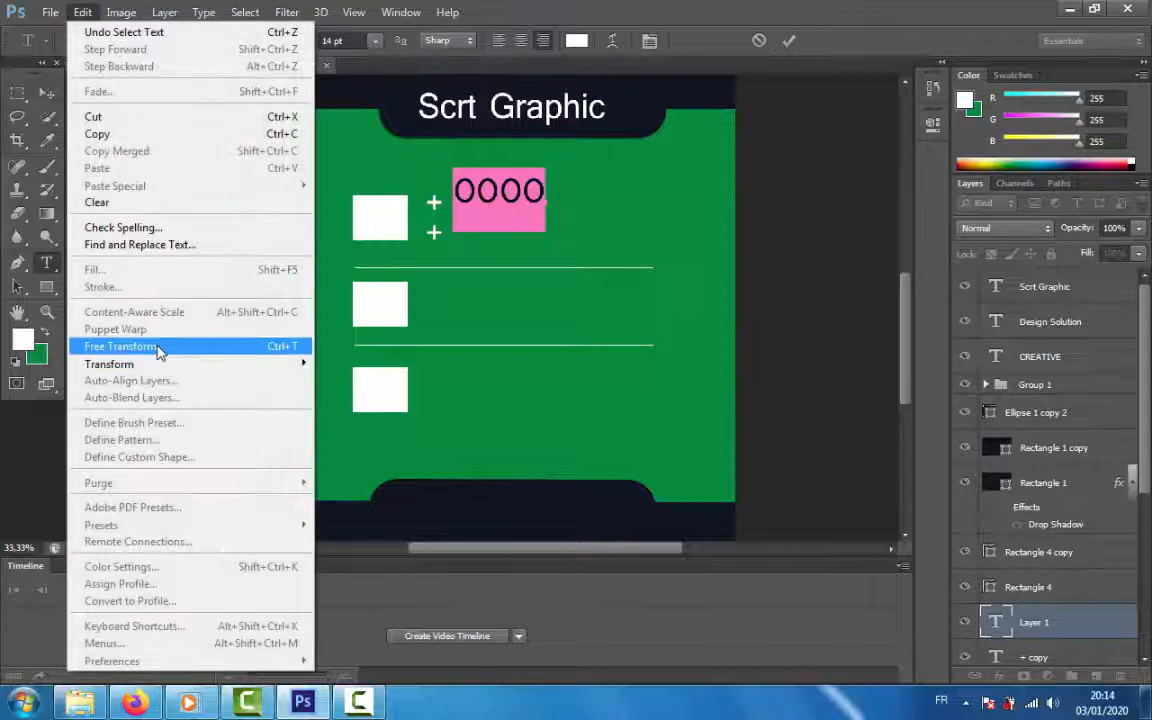 Ps File Edit Image Layer Type Select Filter 3D View Window Help
T 14 pt aa Sharp Essentials
Undo Select Text Ctrl+Z
Step Forward Shift+Ctrl+Z
Step Backward Alt+Ctrl+Z
Fade... Shift+Ctrl+F
Cut Ctrl+X
Copy Ctrl+C
Copy Merged Shift+Ctrl+C
Paste Ctrl+V
Paste Special
Clear
Check Spelling...
Find and Replace Text...
Fill... Shift+F5
Stroke...
Content-Aware Scale Alt+Shift+Ctrl+C
Puppet Warp
Free Transform Ctrl+T
Transform
Auto-Align Layers...
Auto-Blend Layers...
Define Brush Preset...
Define Pattern...
Define Custom Shape...
Purge
Adobe PDF Presets...
Presets
Remote Connections...
Color Settings... Shift+Ctrl+K
Assign Profile...
Convert to Profile...
Keyboard Shortcuts... Alt+Shift+Ctrl+K
Menus... Alt+Shift+Ctrl+M
Preferences
Scrt Graphic
+ 0000
+
Color Swatches
R 255
G 255
B 255
Layers Channels Paths
Kind
Normal Opacity: 100%
Lock: Fill: 100%
T Scrt Graphic
T Design Solution
T CREATIVE
Group 1
Ellipse 1 copy 2
Rectangle 1 copy
Rectangle 1 fx
Effects
Drop Shadow
Rectangle 4 copy
Rectangle 4
T Layer 1
T + copy
33,33%
Timeline
Create Video Timeline
Ps
FR
20:14
03/01/2020